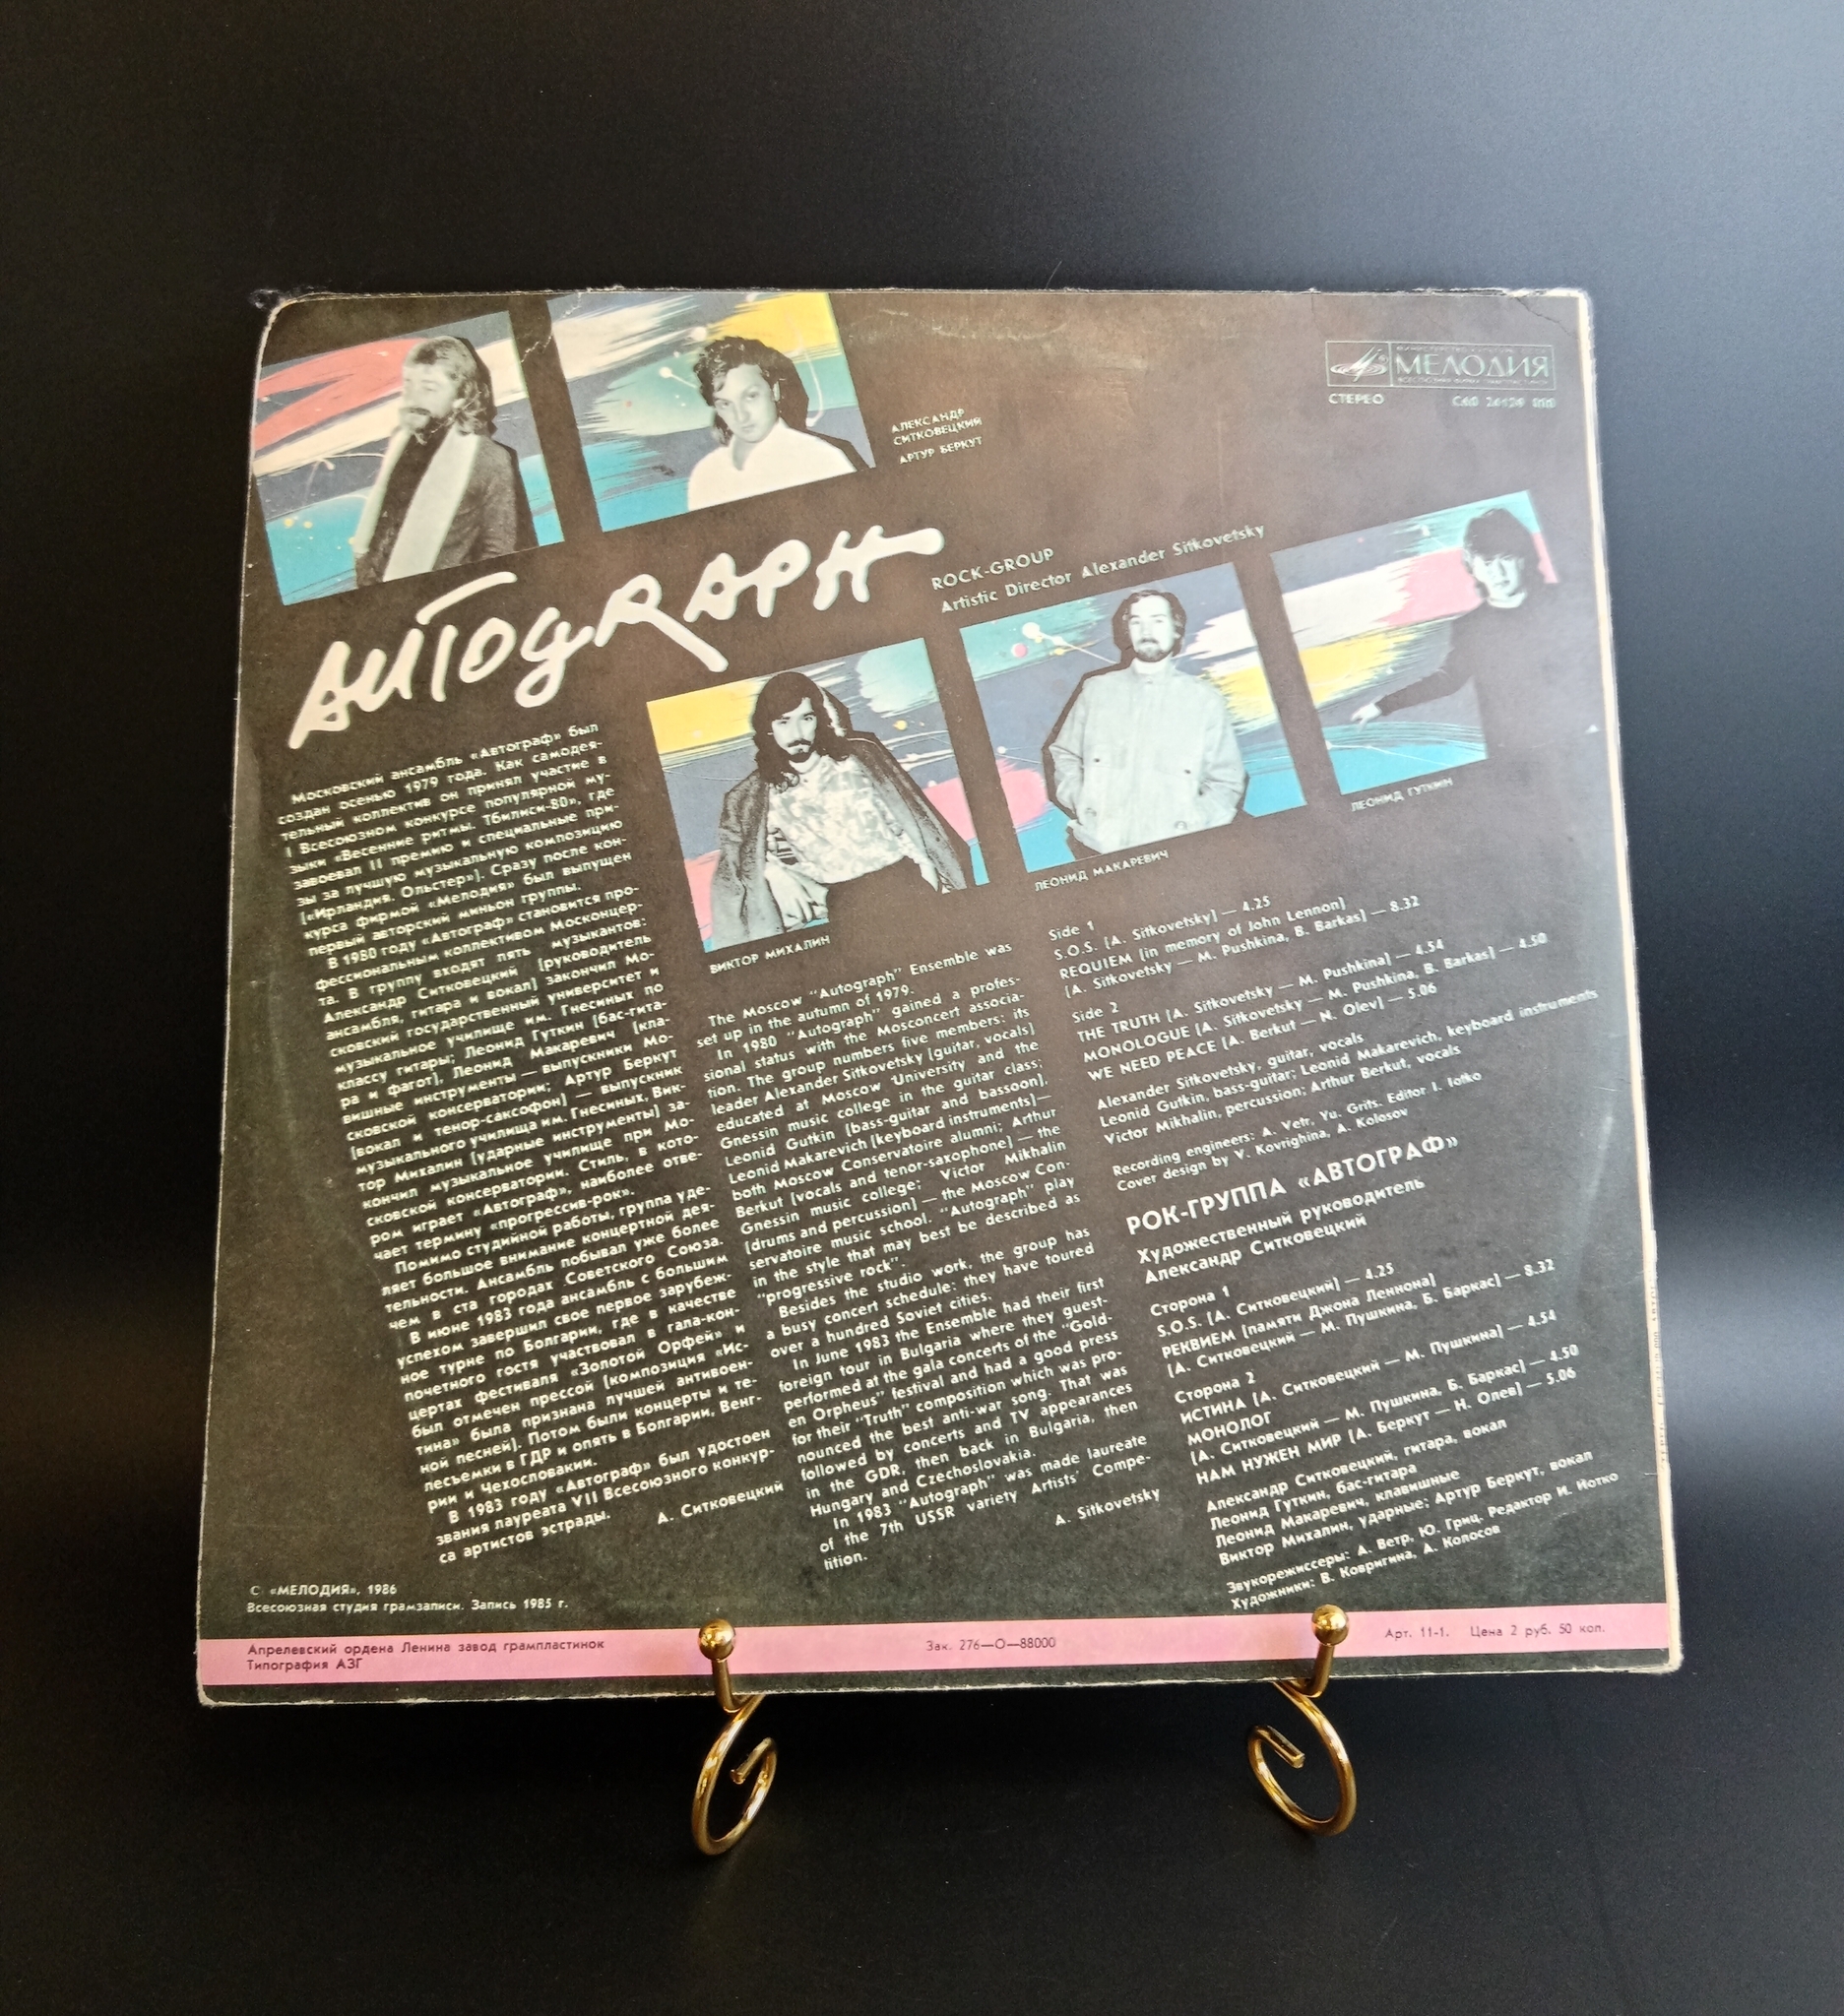 МЕЛОДИЯ
СТЕРЕО
АЛЕКСАНДР
СИТКОВЕЦКИЙ
АРТУР БЕРКУТ
AUTOGRAPH
ROCK-GROUP
Artistic Director Alexander Sitkovetsky
ВИКТОР МИХАЛИН
ЛЕОНИД МАКАРЕВИЧ
ЛЕОНИД ГУТКИН
Московский ансамбль «Автограф» был
создан осенью 1979 года. Как самодея-
тельный коллектив он принял участие в
I Всесоюзном конкурсе популярной му-
зыки «Весенние ритмы. Тбилиси-80», где
завоевал II премию и специальные при-
зы за лучшую музыкальную композицию
[«Ирландия. Ольстер»]. Сразу после кон-
курса фирмой «Мелодия» был выпущен
первый авторский миньон группы.
В 1980 году «Автограф» становится про-
фессиональным коллективом Москонцер-
та. В группу входят пять музыкантов:
Александр Ситковецкий [руководитель
ансамбля, гитара и вокал] закончил Мо-
сковский государственный университет и
музыкальное училище им. Гнесиных по
классу гитары; Леонид Гуткин [бас-гита-
ра и фагот], Леонид Макаревич [кла-
вишные инструменты — выпускники Мо-
сковской консерватории; Артур Беркут
[вокал и тенор-саксофон] — выпускник
музыкального училища им. Гнесиных, Вик-
тор Михалин [ударные инструменты] за-
кончил музыкальное училище при Мо-
сковской консерватории. Стиль, в кото-
ром играет «Автограф», наиболее отве-
чает термину «прогрессив-рок».
Помимо студийной работы, группа уде-
ляет большое внимание концертной дея-
тельности. Ансамбль побывал уже более
чем в ста городах Советского Союза.
В июне 1983 года ансамбль с большим
успехом завершил свое первое зарубеж-
ное турне по Болгарии, где в качестве
почетного гостя участвовал в гала-кон-
цертах фестиваля «Золотой Орфей» и
был отмечен прессой [композиция «Ис-
тина» была признана лучшей антивоен-
ной песней]. Потом были концерты и те-
лесъемки в ГДР и опять в Болгарии, Венг-
рии и Чехословакии.
В 1983 году «Автограф» был удостоен
звания лауреата VII Всесоюзного конкур-
са артистов эстрады.
А. Ситковецкий
The Moscow "Autograph" Ensemble was
set up in the autumn of 1979.
In 1980 "Autograph" gained a profes-
sional status with the Mosconcert associa-
tion. The group numbers five members: its
leader Alexander Sitkovetsky [guitar, vocals]
educated at Moscow University and the
Gnessin music college in the guitar class;
Leonid Gutkin [bass-guitar and bassoon],
Leonid Makarevich [keyboard instruments]—
both Moscow Conservatoire alumni; Arthur
Berkut [vocals and tenor-saxophone] — the
Gnessin music college; Victor Mikhalin
[drums and percussion] — the Moscow Con-
servatoire music school. "Autograph" play
in the style that may best be described as
"progressive rock".
Besides the studio work, the group has
a busy concert schedule: they have toured
over a hundred Soviet cities.
In June 1983 the Ensemble had their first
foreign tour in Bulgaria where they guest-
performed at the gala concerts of the "Gold-
en Orpheus" festival and had a good press
for their "Truth" composition which was pro-
nounced the best anti-war song. That was
followed by concerts and TV appearances
in the GDR, then back in Bulgaria, then
Hungary and Czechoslovakia.
In 1983 "Autograph" was made laureate
of the 7th USSR variety Artists' Compe-
tition.
A. Sitkovetsky
Side 1
S.O.S. [A. Sitkovetsky] — 4.25
REQUIEM [in memory of John Lennon]
[A. Sitkovetsky — M. Pushkina, B. Barkas] — 8.32
Side 2
THE TRUTH [A. Sitkovetsky — M. Pushkina] — 4.54
MONOLOGUE [A. Sitkovetsky — M. Pushkina, B. Barkas] — 4.50
WE NEED PEACE [A. Berkut — N. Olev] — 5.06
Alexander Sitkovetsky, guitar, vocals
Leonid Gutkin, bass-guitar; Leonid Makarevich, keyboard instruments
Victor Mikhalin, percussion; Arthur Berkut, vocals
Recording engineers: A. Vetr, Yu. Grits. Editor I. Iotko
Cover design by V. Kovrighina, A. Kolosov
РОК-ГРУППА «АВТОГРАФ»
Художественный руководитель
Александр Ситковецкий
Сторона 1
S.O.S. [А. Ситковецкий] — 4.25
РЕКВИЕМ [памяти Джона Леннона]
[А. Ситковецкий — М. Пушкина, Б. Баркас] — 8.32
Сторона 2
ИСТИНА [А. Ситковецкий — М. Пушкина] — 4.54
МОНОЛОГ
[А. Ситковецкий — М. Пушкина, Б. Баркас] — 4.50
НАМ НУЖЕН МИР [А. Беркут — Н. Олев] — 5.06
Александр Ситковецкий, гитара, вокал
Леонид Гуткин, бас-гитара
Леонид Макаревич, клавишные
Виктор Михалин, ударные; Артур Беркут, вокал
Звукорежиссеры: А. Ветр, Ю. Гриц. Редактор И. Йотко
Художники: В. Ковригина, А. Колосов
С «МЕЛОДИЯ», 1986
Всесоюзная студия грамзаписи. Запись 1985 г.
Апрелевский ордена Ленина завод грампластинок
Типография АЗГ
Зак. 276—О—88000
Арт. 11-1. Цена 2 руб. 50 коп.